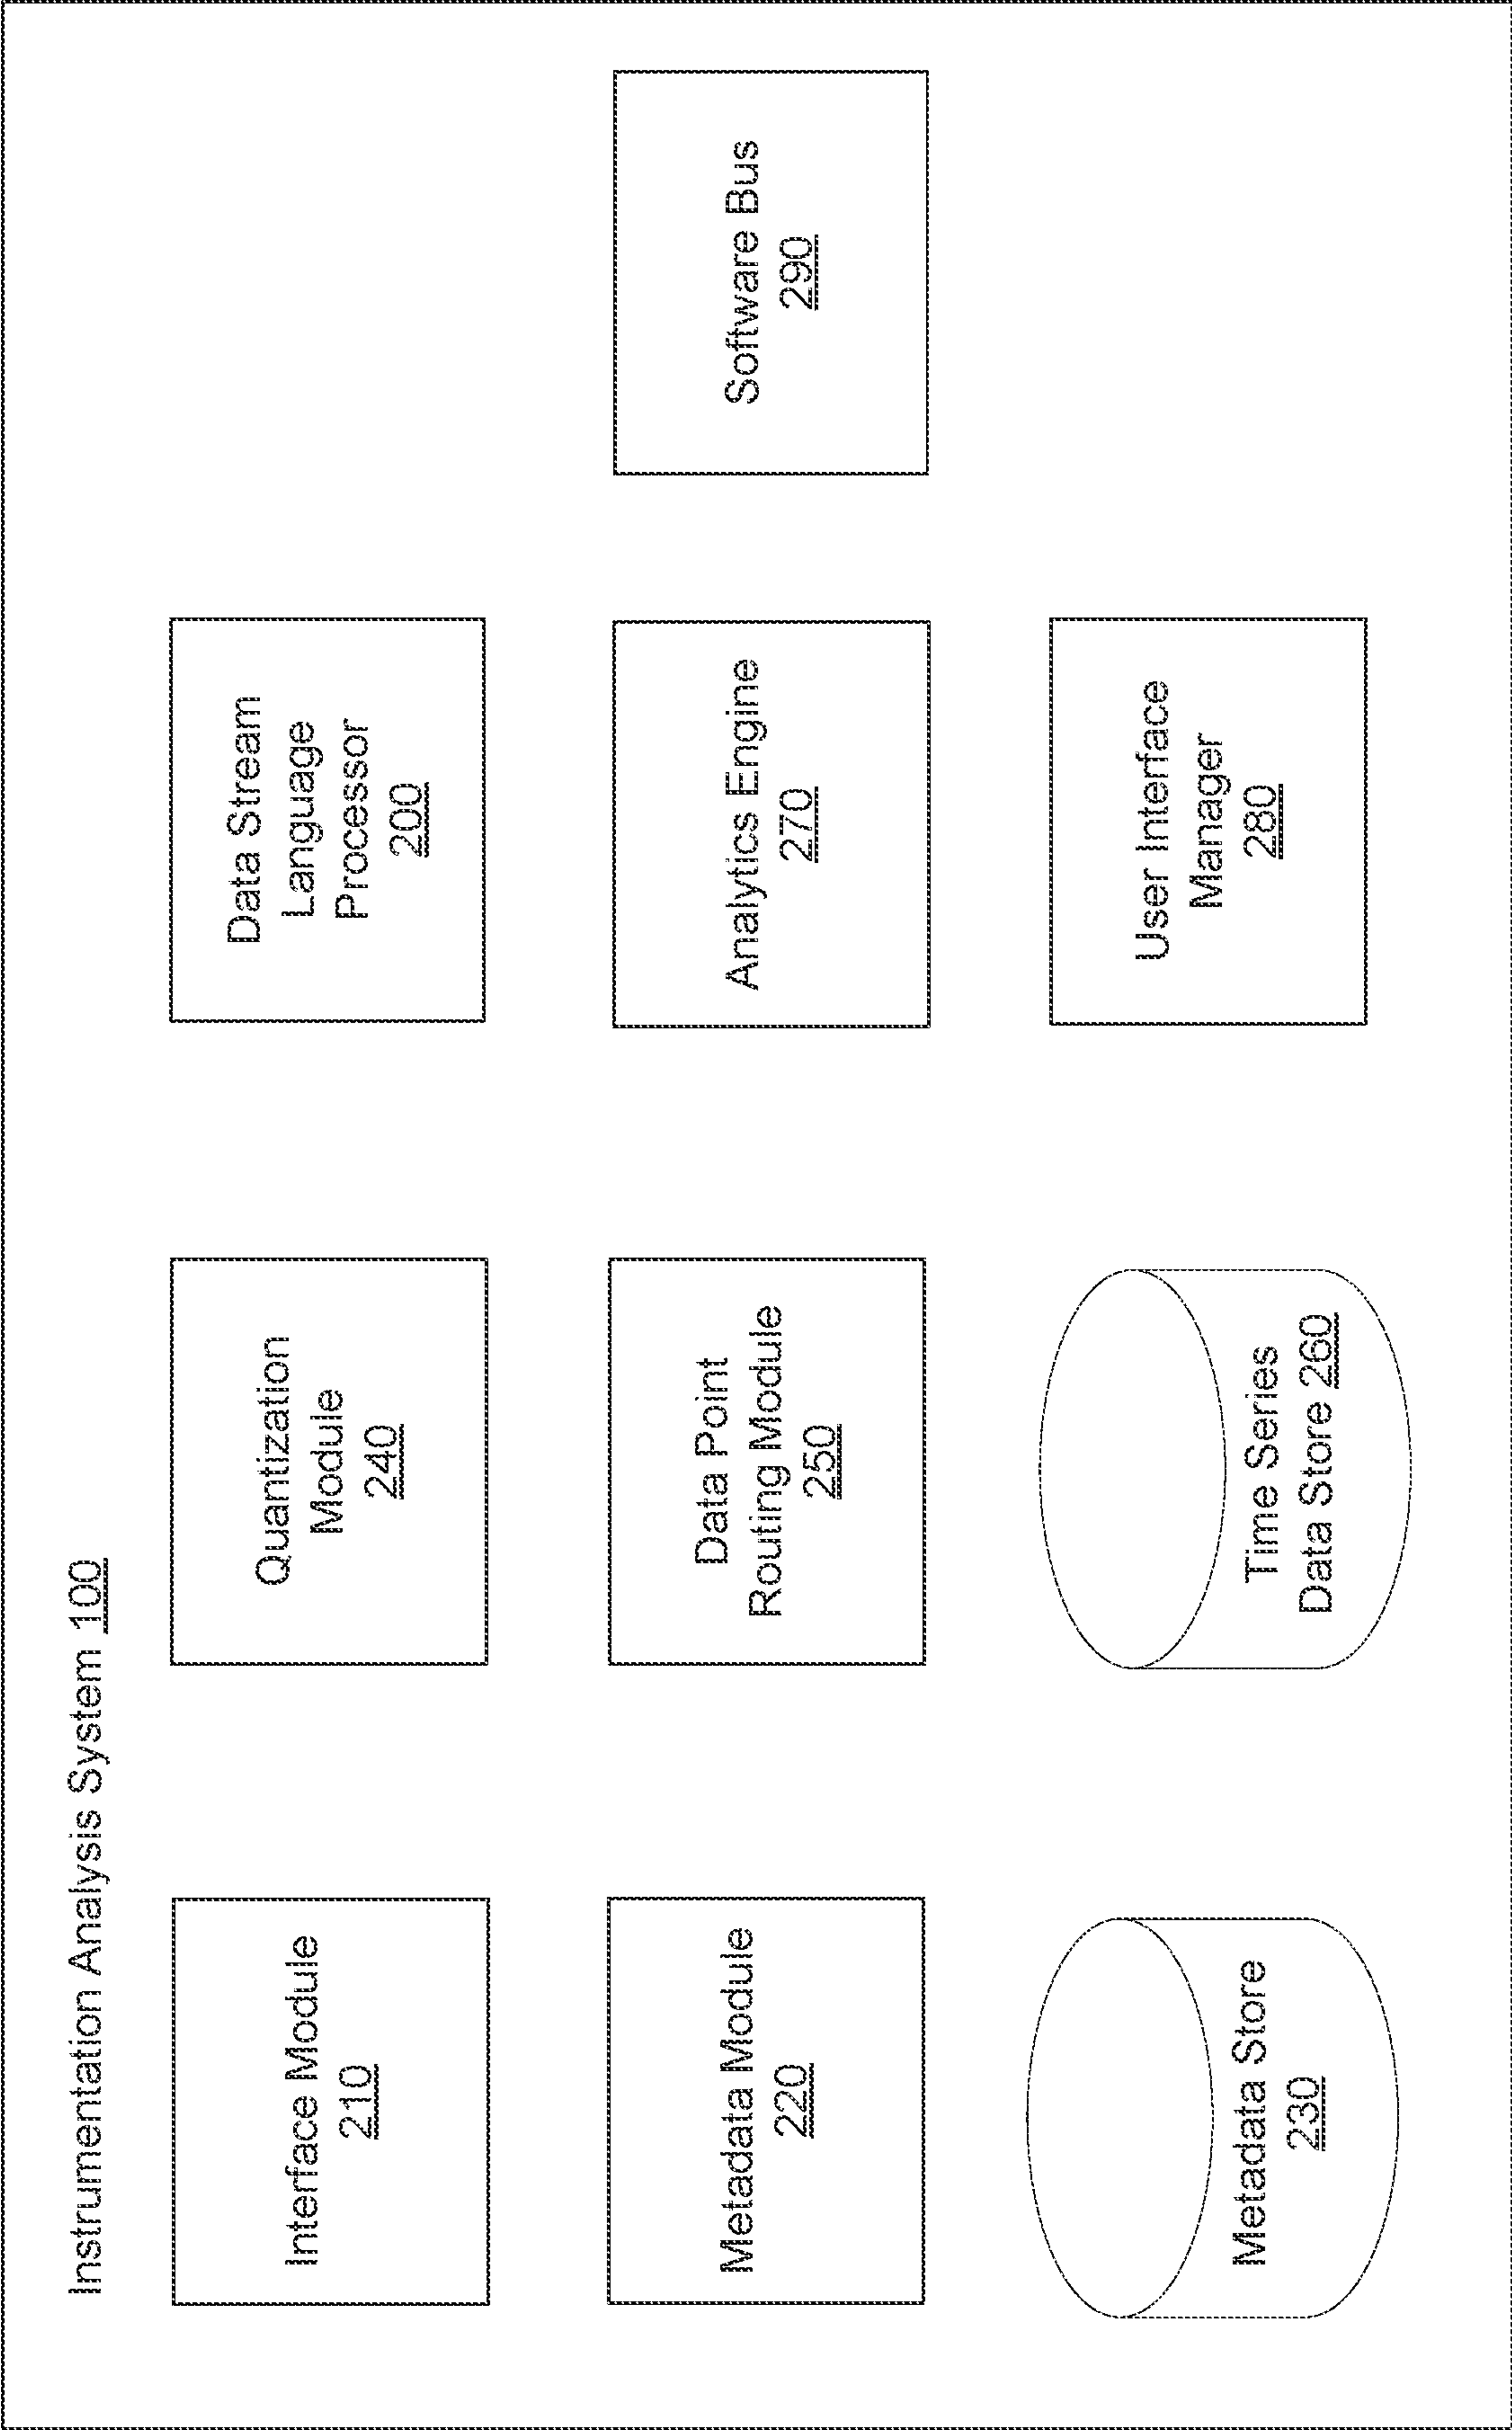 Instrumentation Analysis System 100
Interface Module
210
Quantization
Module
240
Data Stream
Language
Processor
200
Metadata Module
220
Data Point
Routing Module
250
Analytics Engine
270
Software Bus
290
Metadata Store
230
Time Series
Data Store 260
User Interface
Manager
280